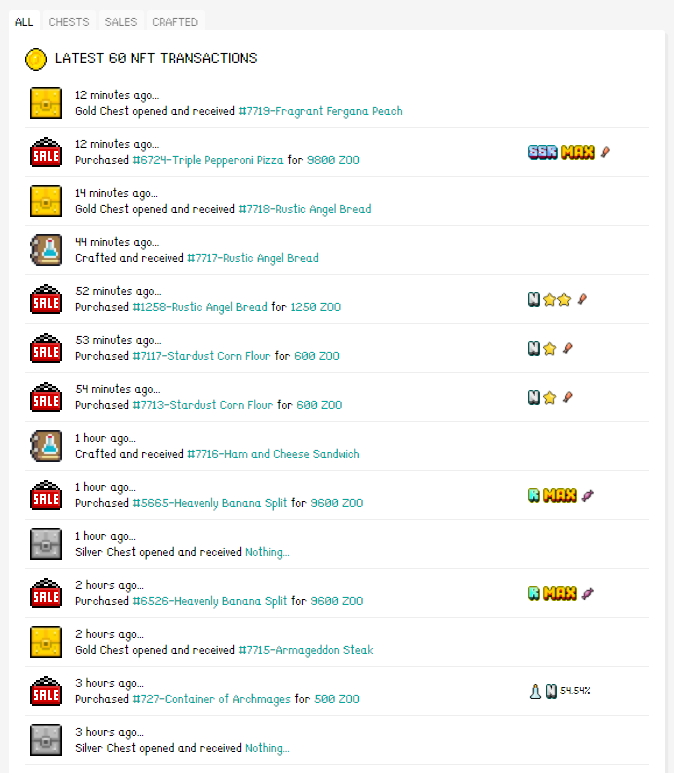 ALL CHESTS SALES CRAFTED
LATEST 60 NFT TRANSACTIONS
12 minutes ago...
Gold Chest opened and received #7719-Fragrant Fergana Peach
SALE
12 minutes ago...
Purchased #6724-Triple Pepperoni Pizza for 9800 ZOO
SSR MAX
14 minutes ago...
Gold Chest opened and received #7718-Rustic Angel Bread
44 minutes ago...
Crafted and received #7717-Rustic Angel Bread
SALE
52 minutes ago...
Purchased #1258-Rustic Angel Bread for 1250 ZOO
N
SALE
53 minutes ago...
Purchased #7117-Stardust Corn Flour for 600 ZOO
N
SALE
54 minutes ago...
Purchased #7713-Stardust Corn Flour for 600 ZOO
N
1 hour ago...
Crafted and received #7716-Ham and Cheese Sandwich
SALE
1 hour ago...
Purchased #5665-Heavenly Banana Split for 9600 ZOO
R MAX
1 hour ago...
Silver Chest opened and received Nothing...
SALE
2 hours ago...
Purchased #6526-Heavenly Banana Split for 9600 ZOO
R MAX
2 hours ago...
Gold Chest opened and received #7715-Armageddon Steak
SALE
3 hours ago...
Purchased #727-Container of Archmages for 500 ZOO
N 54.54%
3 hours ago...
Silver Chest opened and received Nothing...